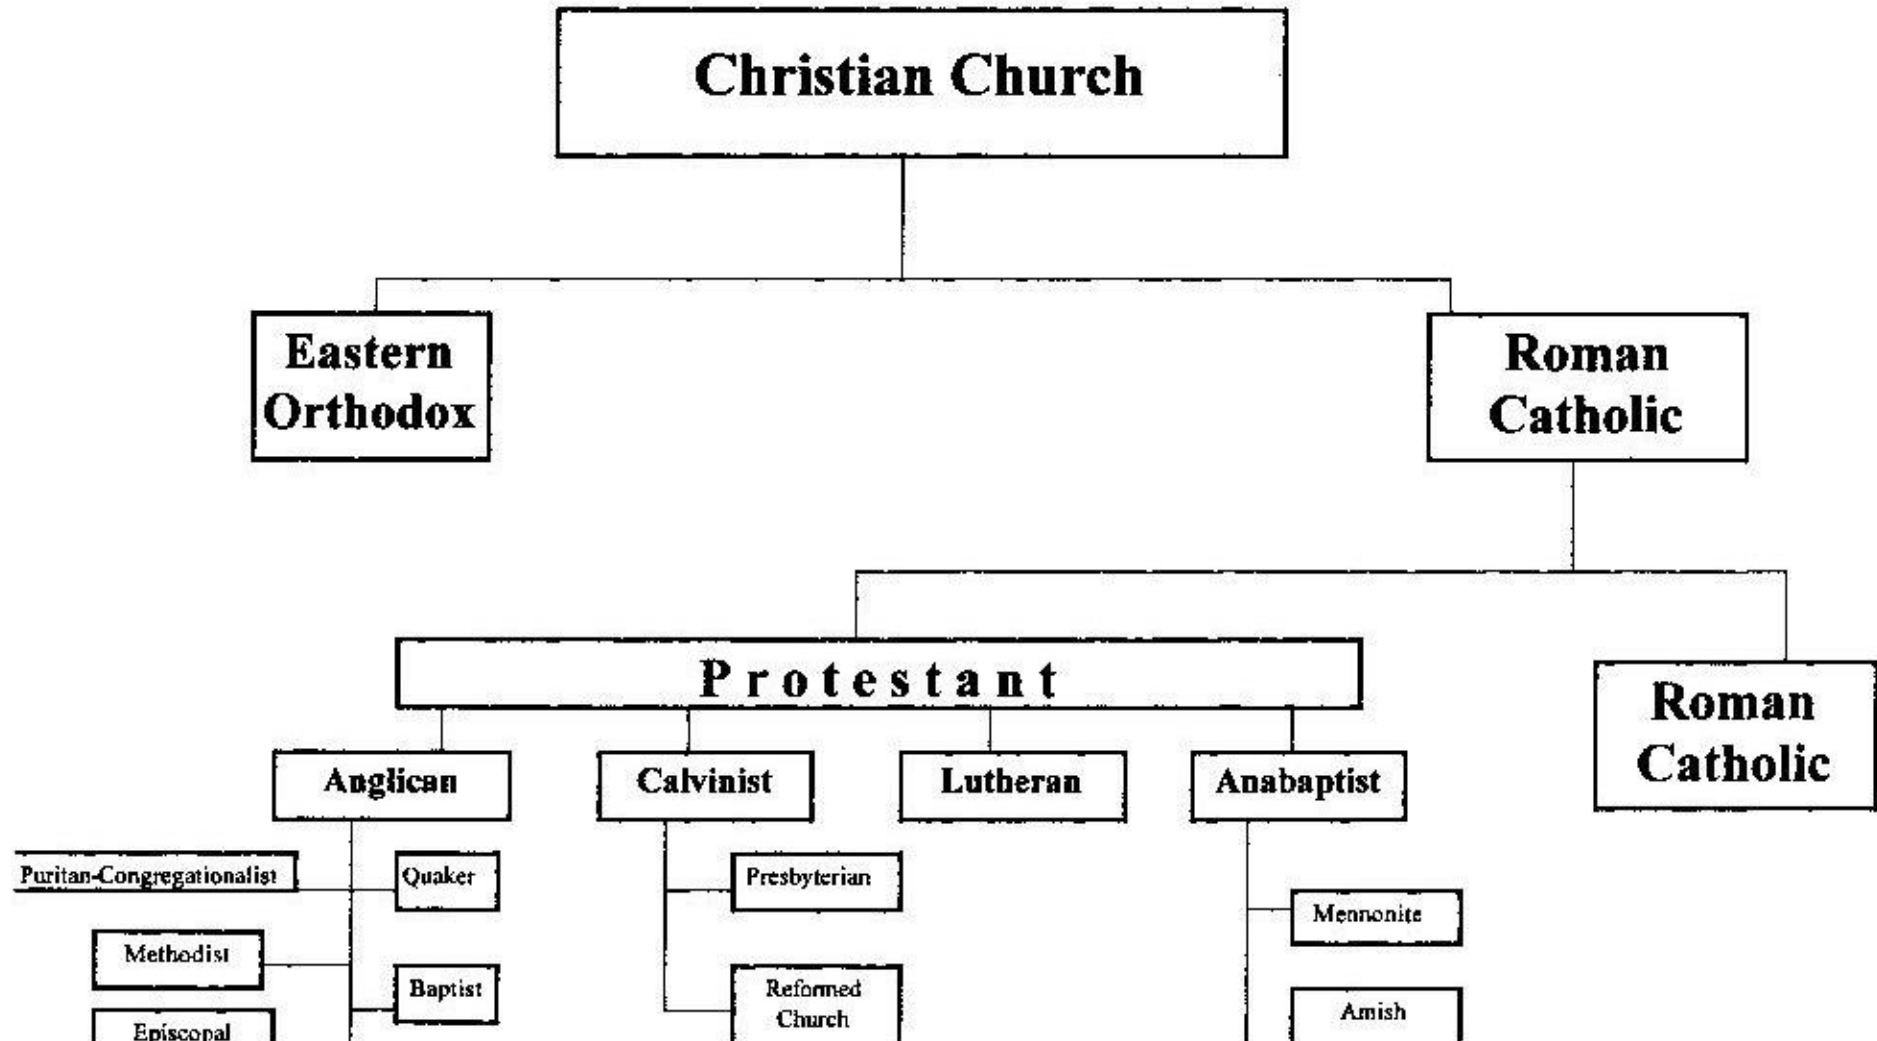 Christian Church
Eastern
Orthodox
Roman
Catholic
Protestant
Roman
Catholic
Anglican
Calvinist
Lutheran
Anabaptist
Puritan-Congregationalist
Quaker
Presbyterian
Mennonite
Methodist
Baptist
Reformed
Church
Amish
Episcopal